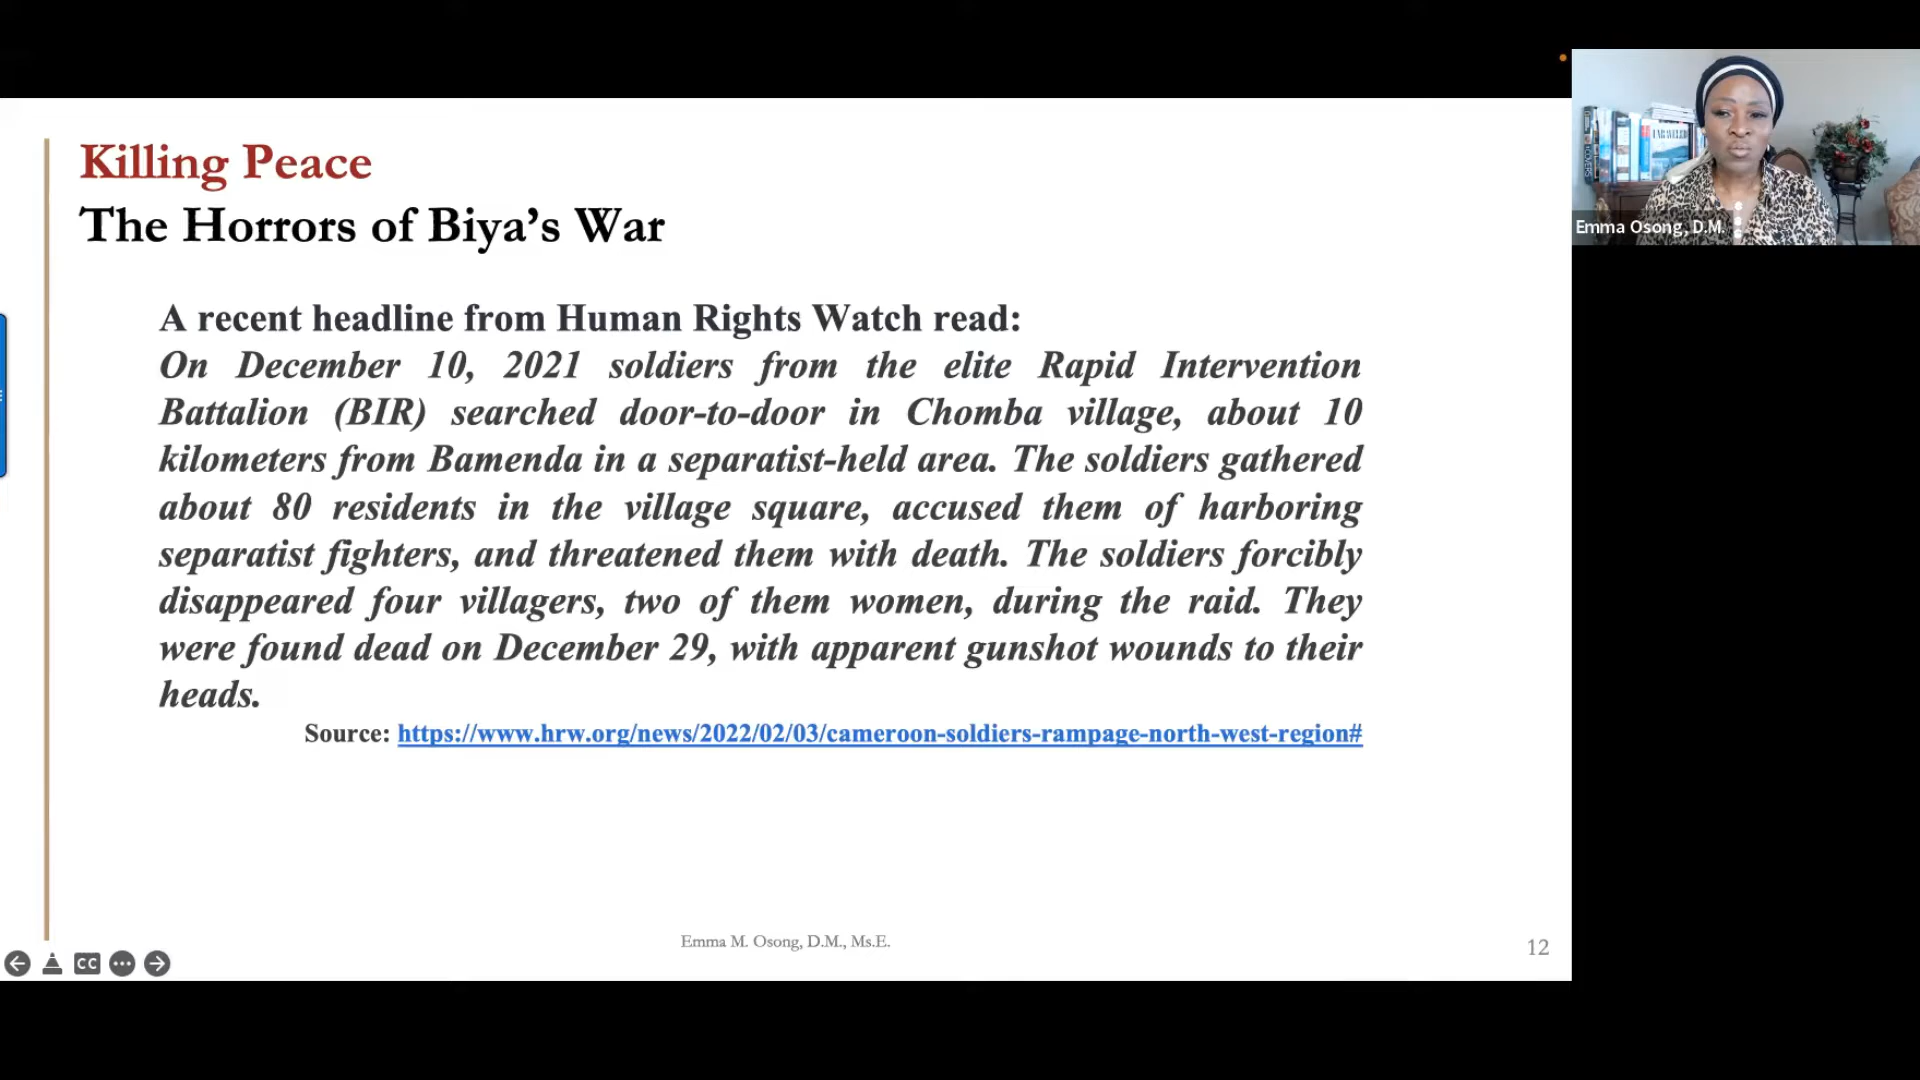 Killing Peace
The Horrors of Biya's War
A recent headline from Human Rights Watch read:
On December 10, 2021 soldiers from the elite Rapid Intervention
Battalion (BIR) searched door-to-door in Chomba village, about 10
kilometers from Bamenda in a separatist-held area. The soldiers gathered
about 80 residents in the village square, accused them of harboring
separatist fighters, and threatened them with death. The soldiers forcibly
disappeared four villagers, two of them women, during the raid. They
were found dead on December 29, with apparent gunshot wounds to their
heads.
Source: https://www.hrw.org/news/2022/02/03/cameroon-soldiers-rampage-north-west-region#
Emma M. Osong, D.M., Ms.E.
12
CC
Emma Osong, D.M.